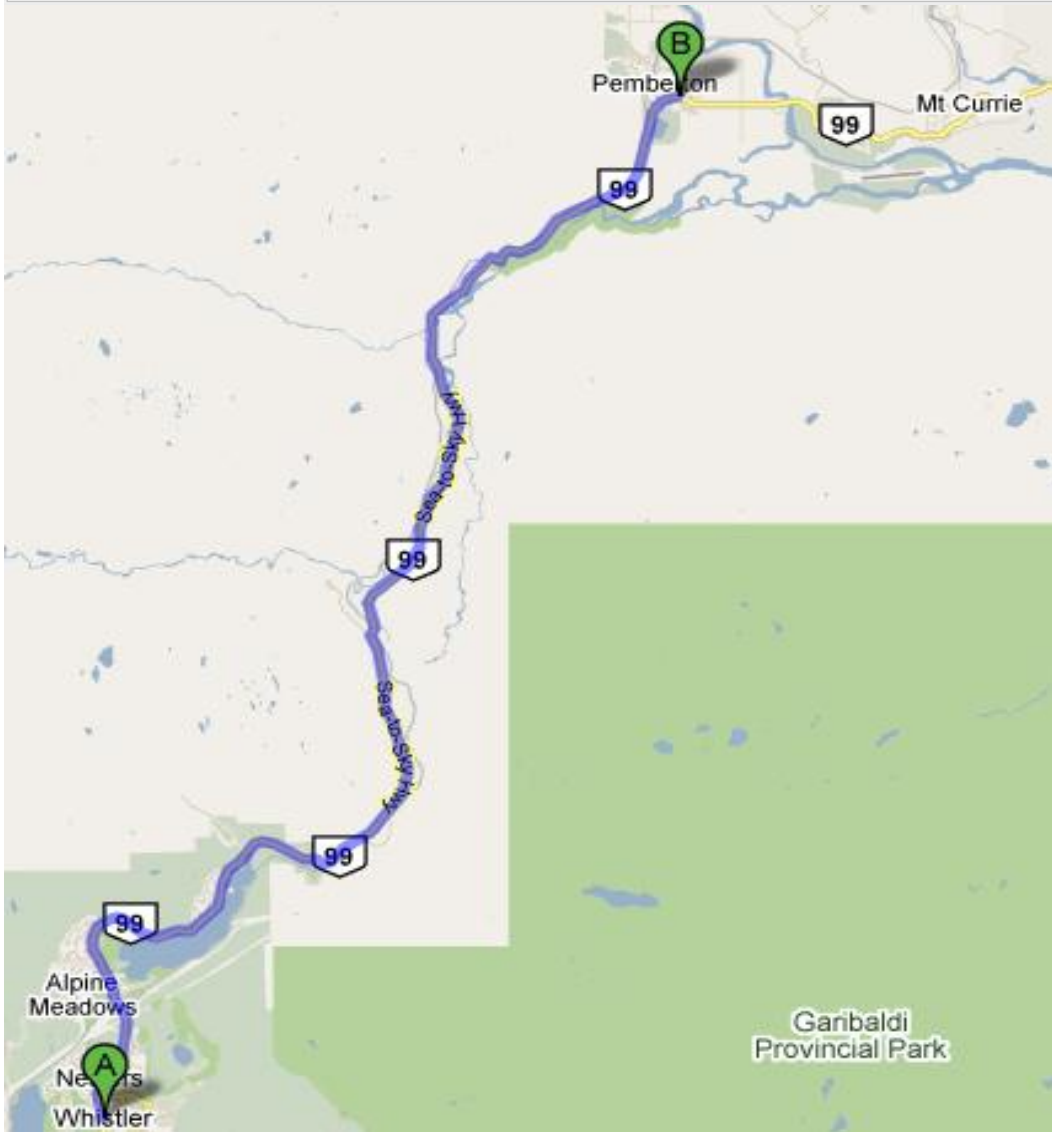 B
Pemberton
Mt Currie
99
99
Sea-to-Sky Hwy
99
Sea-to-Sky Hwy
99
99
Alpine
Meadows
Garibaldi
Provincial Park
A
Whistler